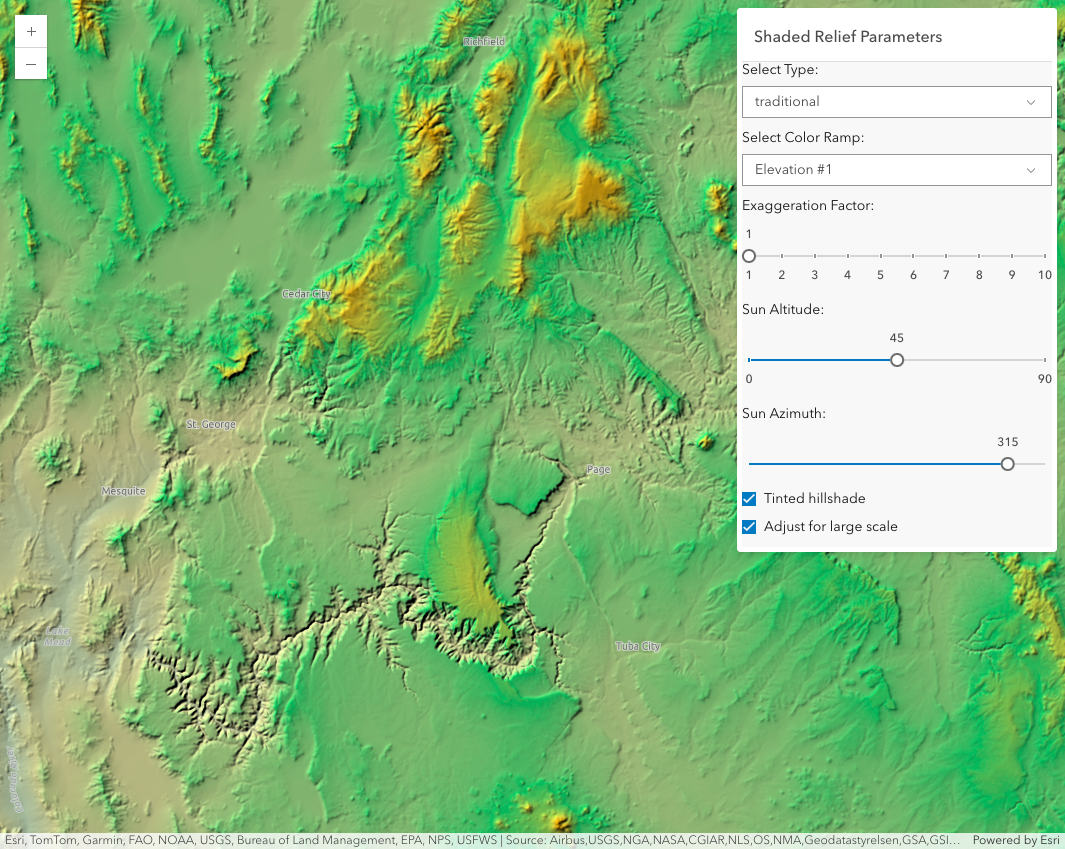 +
–
Richfield
Cedar City
St. George
Mesquite
Page
Lake
Mead
Tuba City
Colorado River
Shaded Relief Parameters
Select Type:
traditional
Select Color Ramp:
Elevation #1
Exaggeration Factor:
1
1 2 3 4 5 6 7 8 9 10
Sun Altitude:
45
0 90
Sun Azimuth:
315
Tinted hillshade
Adjust for large scale
Esri, TomTom, Garmin, FAO, NOAA, USGS, Bureau of Land Management, EPA, NPS, USFWS | Source: Airbus,USGS,NGA,NASA,CGIAR,NLS,OS,NMA,Geodatastyrelsen,GSA,GSI... Powered by Esri